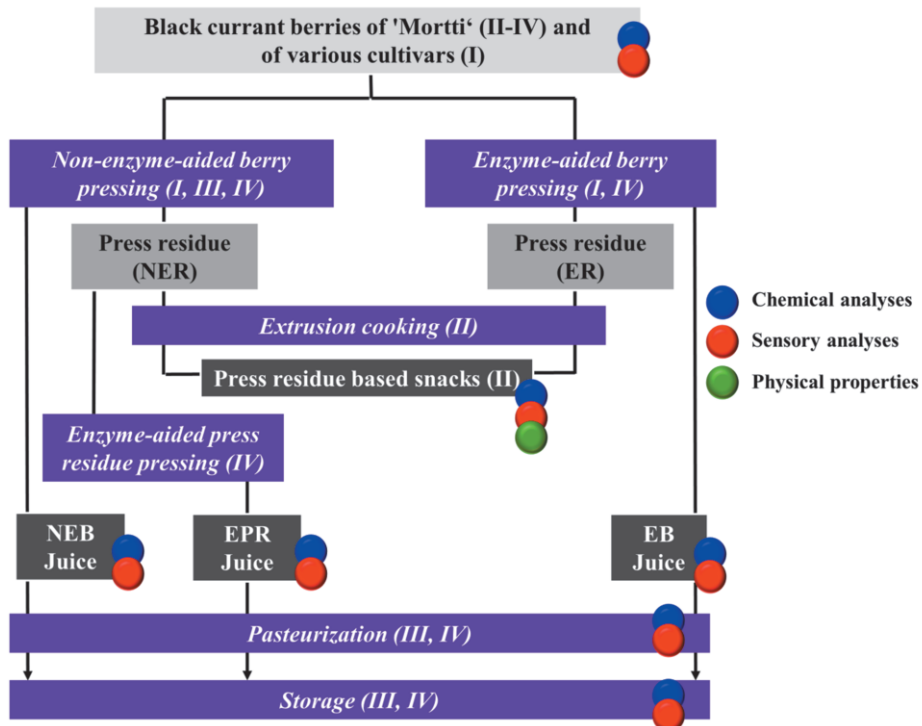 Black currant berries of 'Mortti‘ (II-IV) and
of various cultivars (I)
Non-enzyme-aided berry
pressing (I, III, IV)
Enzyme-aided berry
pressing (I, IV)
Press residue
(NER)
Press residue
(ER)
Chemical analyses
Sensory analyses
Physical properties
Extrusion cooking (II)
Press residue based snacks (II)
Enzyme-aided press
residue pressing (IV)
NEB
Juice
EPR
Juice
EB
Juice
Pasteurization (III, IV)
Storage (III, IV)